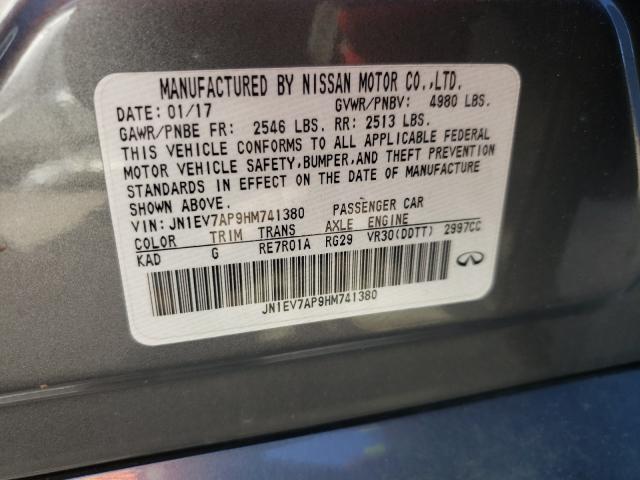 MANUFACTURED BY NISSAN MOTOR CO.,LTD.
DATE: 01/17 GVWR/PNBV: 4980 LBS.
GAWR/PNBE FR: 2546 LBS. RR: 2513 LBS.
THIS VEHICLE CONFORMS TO ALL APPLICABLE FEDERAL
MOTOR VEHICLE SAFETY,BUMPER,AND THEFT PREVENTION
STANDARDS IN EFFECT ON THE DATE OF MANUFACTURE
SHOWN ABOVE.
VIN: JN1EV7AP9HM741380 PASSENGER CAR
COLOR TRIM TRANS AXLE ENGINE
KAD G RE7R01A RG29 VR30(DDTT) 2997CC
JN1EV7AP9HM741380